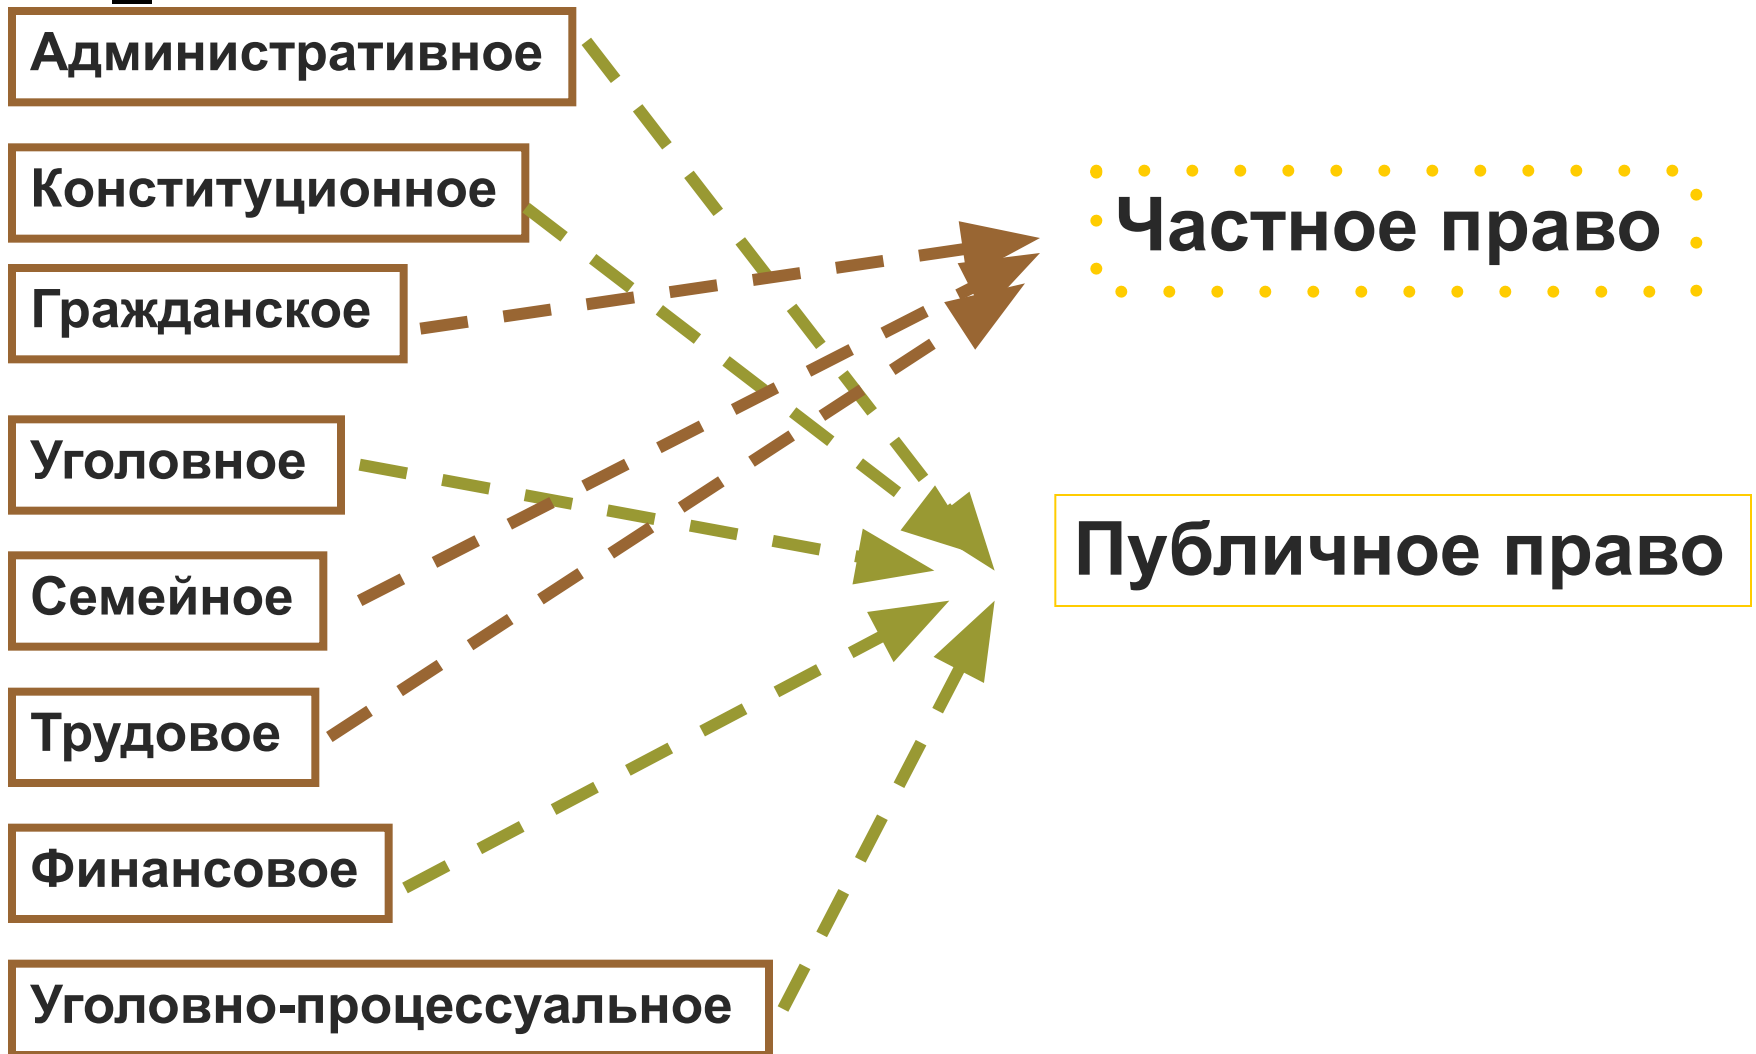 Административное
Конституционное
Гражданское
Уголовное
Семейное
Трудовое
Финансовое
Уголовно-процессуальное
Частное право
Публичное право